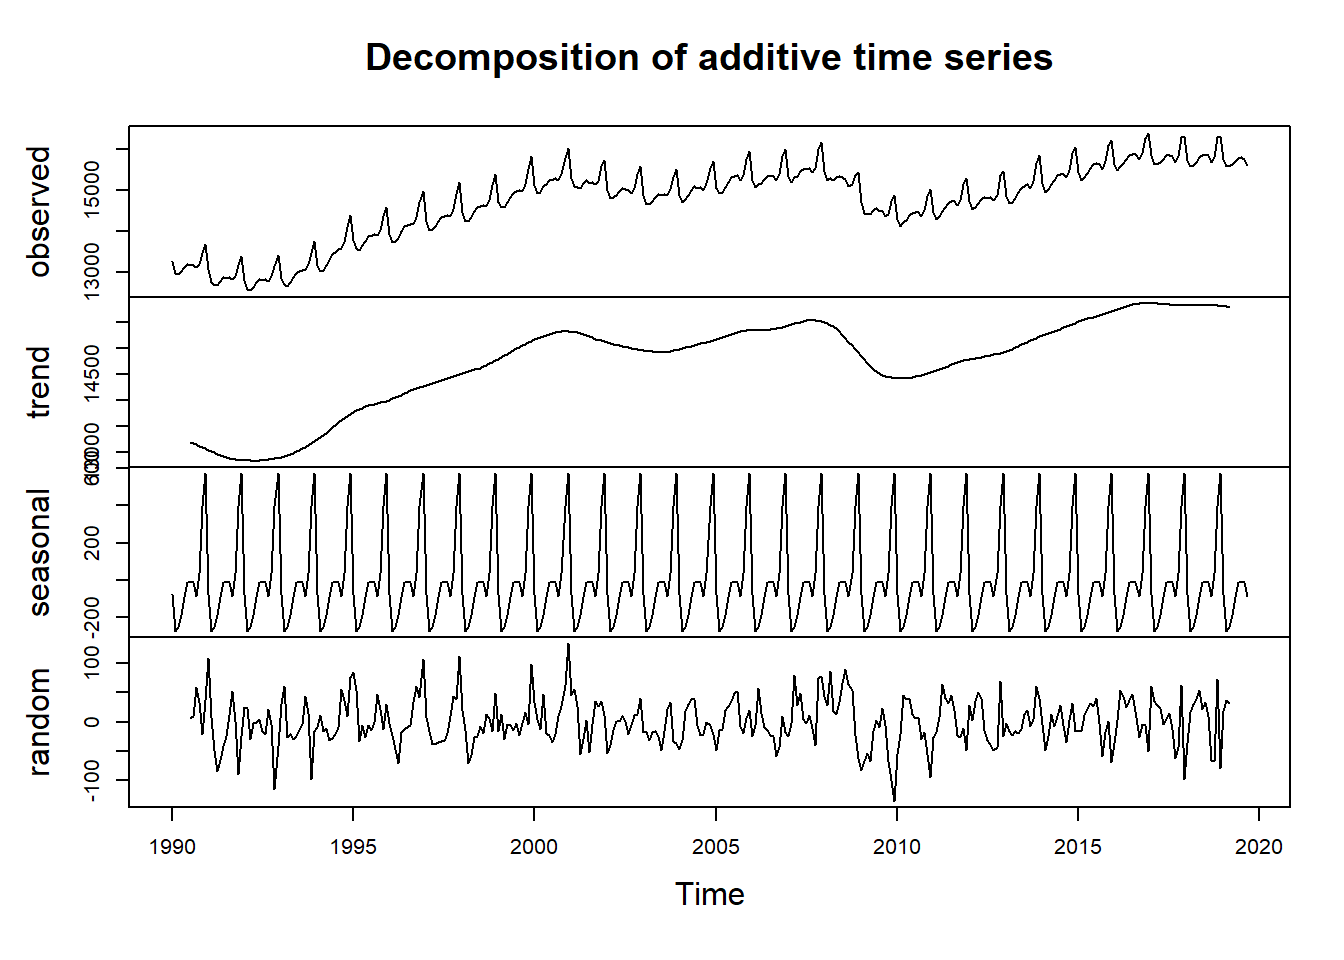 Decomposition of additive time series
observed
13000 15000
trend
13000 14500
seasonal
-200 200 600
random
-100 0 100
1990 1995 2000 2005 2010 2015 2020
Time